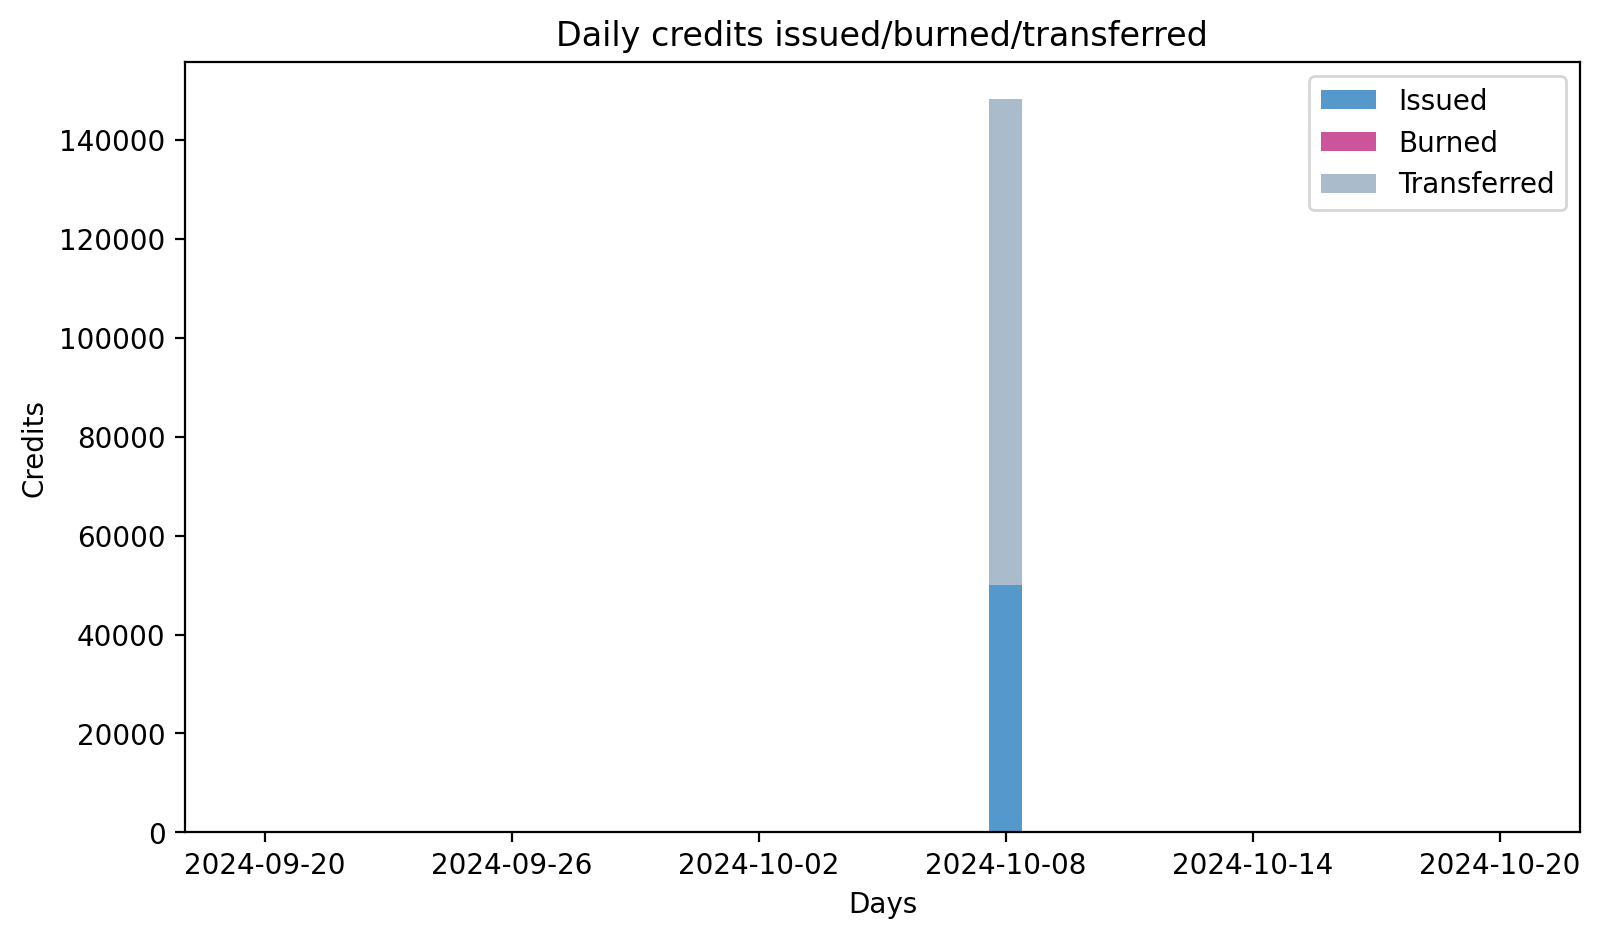 Daily credits issued/burned/transferred
Issued
Burned
Transferred
140000
120000
100000
80000
60000
40000
20000
0
Credits
2024-09-20
2024-09-26
2024-10-02
2024-10-08
2024-10-14
2024-10-20
Days